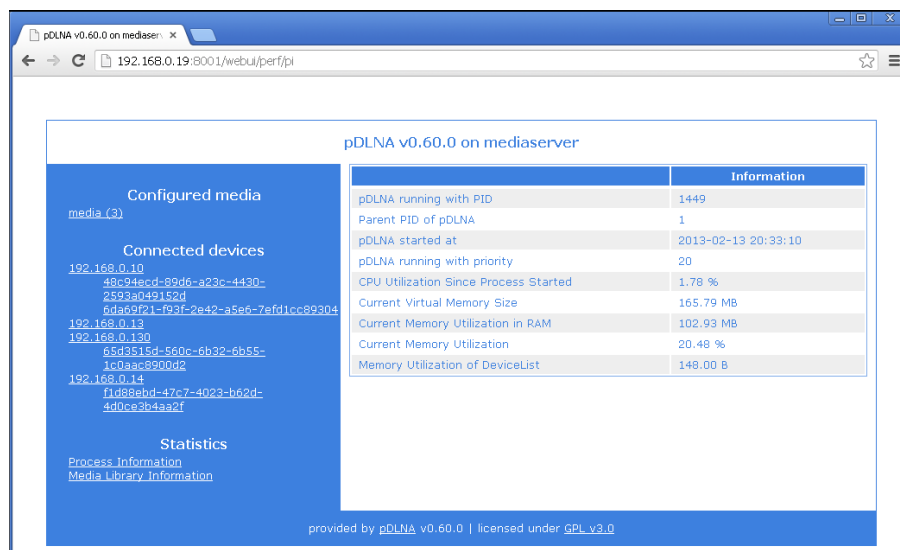 pDLNA v0.60.0 on mediaserv
192.168.0.19:8001/webui/perf/pi
pDLNA v0.60.0 on mediaserver
Configured media
media (3)
Connected devices
192.168.0.10
48c94ecd-89d6-a23c-4430-
2593a049152d
6da69f21-f93f-2e42-a5e6-7efd1cc89304
192.168.0.13
192.168.0.130
65d3515d-560c-6b32-6b55-
1c0aac8900d2
192.168.0.14
f1d88ebd-47c7-4023-b62d-
4d0ce3b4aa2f
Statistics
Process Information
Media Library Information
Information
pDLNA running with PID 1449
Parent PID of pDLNA 1
pDLNA started at 2013-02-13 20:33:10
pDLNA running with priority 20
CPU Utilization Since Process Started 1.78 %
Current Virtual Memory Size 165.79 MB
Current Memory Utilization in RAM 102.93 MB
Current Memory Utilization 20.48 %
Memory Utilization of DeviceList 148.00 B
provided by pDLNA v0.60.0 | licensed under GPL v3.0